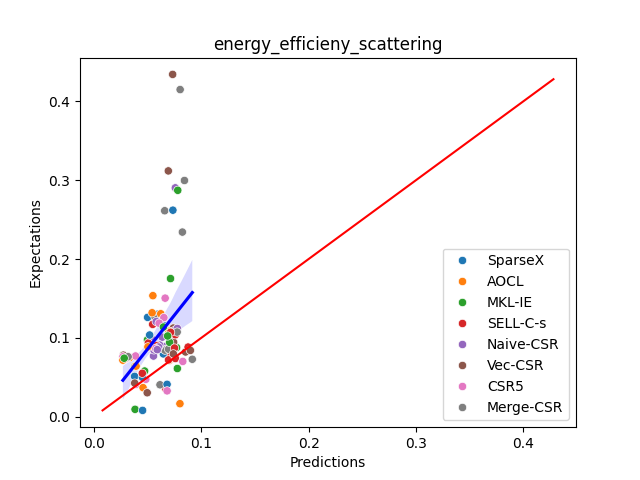 energy_efficieny_scattering
Expectations
0.4
0.3
0.2
0.1
0.0
0.0 0.1 0.2 0.3 0.4
Predictions
SparseX
AOCL
MKL-IE
SELL-C-s
Naive-CSR
Vec-CSR
CSR5
Merge-CSR